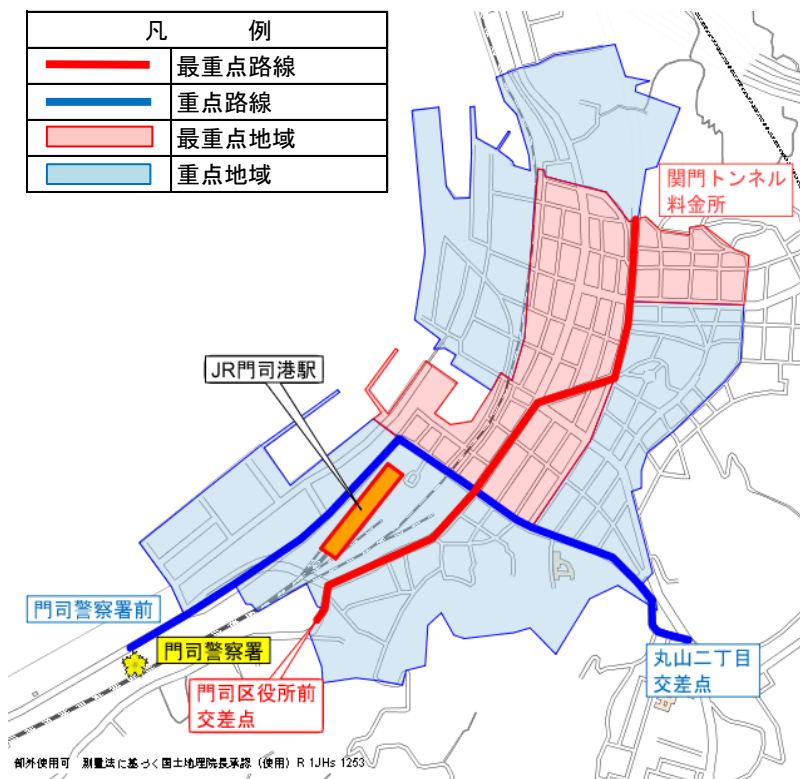 凡 例
最重点路線
重点路線
最重点地域
重点地域
関門トンネル
料金所
JR門司港駅
門司警察署前
門司警察署
門司区役所前
交差点
丸山二丁目
交差点
部外使用可 測量法に基づく国土地理院長承認(使用)R 1JHs 1253